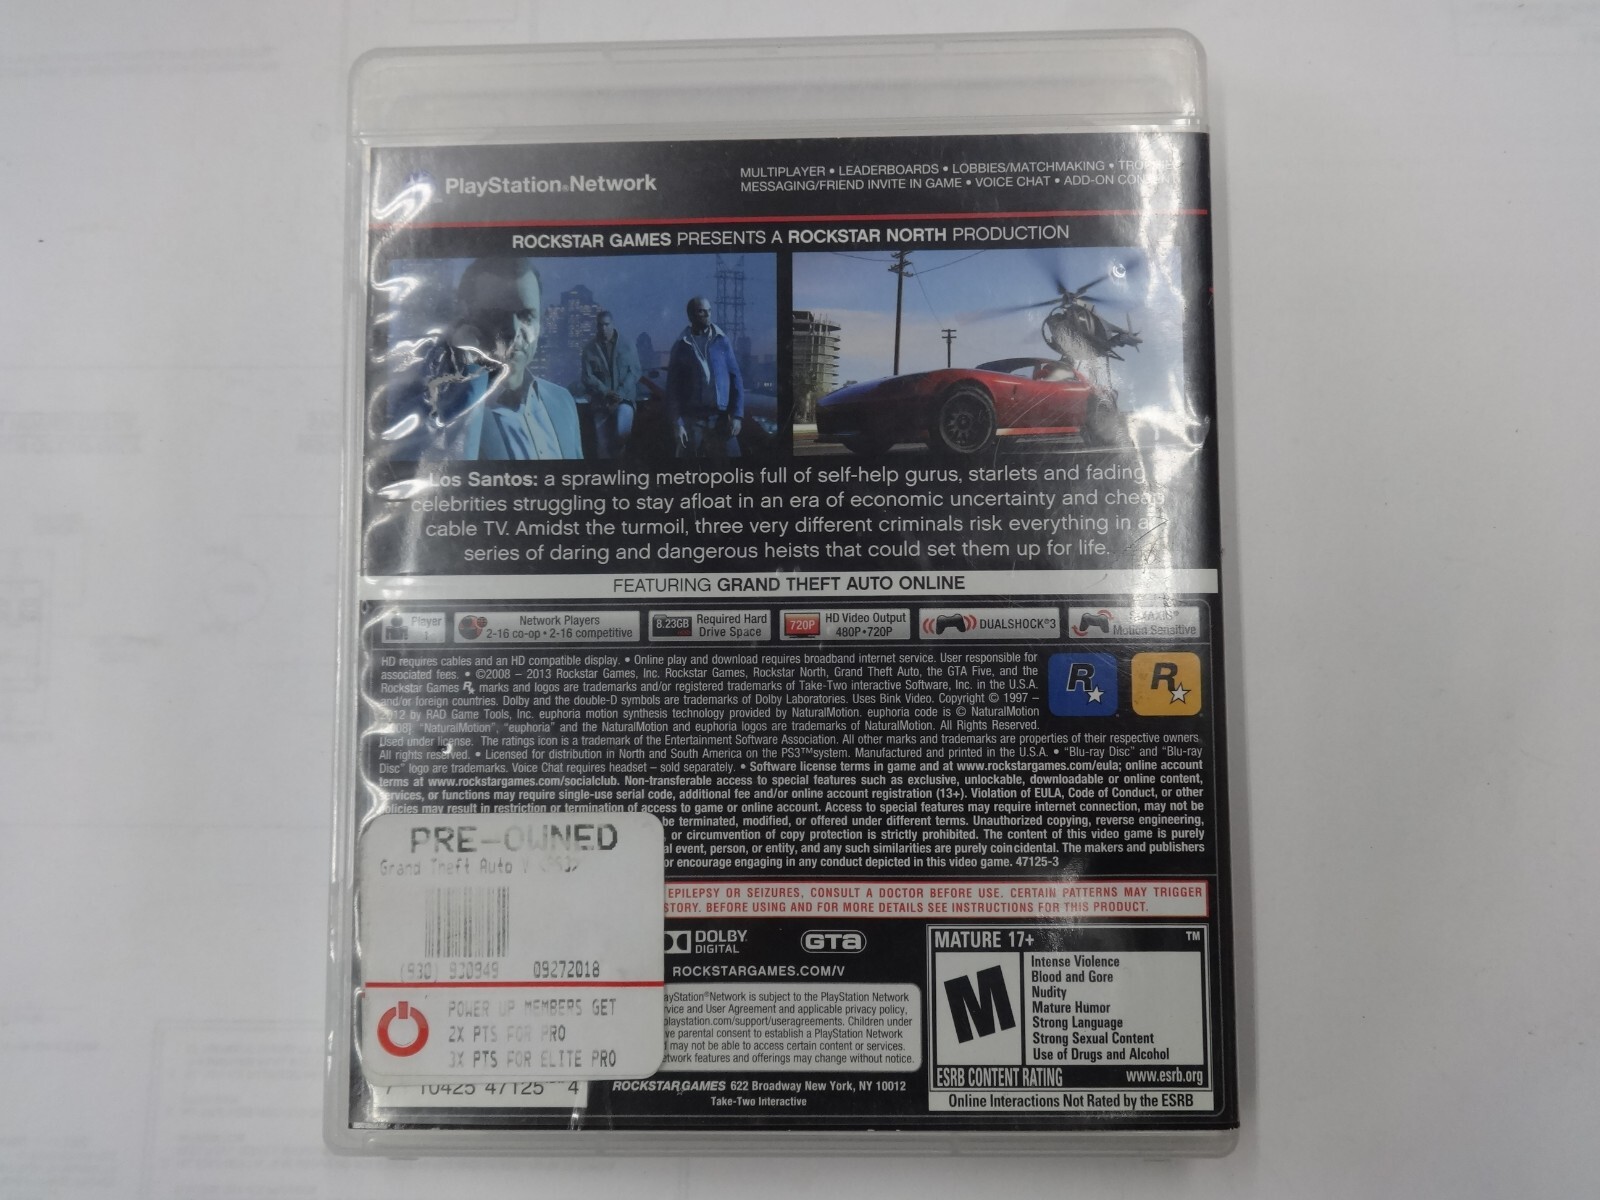 PlayStation®Network
MULTIPLAYER • LEADERBOARDS • LOBBIES/MATCHMAKING •
MESSAGING/FRIEND INVITE IN GAME • VOICE CHAT • ADD-ON
ROCKSTAR GAMES PRESENTS A ROCKSTAR NORTH PRODUCTION
Los Santos: a sprawling metropolis full of self-help gurus, starlets and fading
celebrities struggling to stay afloat in an era of economic uncertainty and cheap
cable TV. Amidst the turmoil, three very different criminals risk everything in a
series of daring and dangerous heists that could set them up for life.
FEATURING GRAND THEFT AUTO ONLINE
Player
1
Network Players
2-16 co-op • 2-16 competitive
8.23GB
Required Hard
Drive Space
720P
HD Video Output
480P•720P
DUALSHOCK®3
Motion Sensitive
HD requires cables and an HD compatible display. • Online play and download requires broadband internet service. User responsible for
associated fees. • ©2008 – 2013 Rockstar Games, Inc. Rockstar Games, Rockstar North, Grand Theft Auto, the GTA Five, and the
Rockstar Games R★ marks and logos are trademarks and/or registered trademarks of Take-Two interactive Software, Inc. in the U.S.A.
and/or foreign countries. Dolby and the double-D symbols are trademarks of Dolby Laboratories. Uses Bink Video. Copyright © 1997 –
2012 by RAD Game Tools, Inc. euphoria motion synthesis technology provided by NaturalMotion. euphoria code is © NaturalMotion
"NaturalMotion", "euphoria" and the NaturalMotion and euphoria logos are trademarks of NaturalMotion. All Rights Reserved.
Used under license. The ratings icon is a trademark of the Entertainment Software Association. All other marks and trademarks are properties of their respective owners.
All rights reserved. • Licensed for distribution in North and South America on the PS3™system. Manufactured and printed in the U.S.A. • "Blu-ray Disc" and "Blu-ray
Disc" logo are trademarks. Voice Chat requires headset – sold separately. • Software license terms in game and at www.rockstargames.com/eula; online account
terms at www.rockstargames.com/socialclub. Non-transferable access to special features such as exclusive, unlockable, downloadable or online content,
services, or functions may require single-use serial code, additional fee and/or online account registration (13+). Violation of EULA, Code of Conduct, or other
policies may result in restriction or termination of access to game or online account. Access to special features may require internet connection, may not be
be terminated, modified, or offered under different terms. Unauthorized copying, reverse engineering,
or circumvention of copy protection is strictly prohibited. The content of this video game is purely
event, person, or entity, and any such similarities are purely coincidental. The makers and publishers
or encourage engaging in any conduct depicted in this video game. 47125-3
R★
R★
EPILEPSY OR SEIZURES, CONSULT A DOCTOR BEFORE USE. CERTAIN PATTERNS MAY TRIGGER
BEFORE USING AND FOR MORE DETAILS SEE INSTRUCTIONS FOR THIS PRODUCT.
PRE-OWNED
Grand Theft Auto V
09272018
POWER UP MEMBERS GET
2X PTS FOR PRO
3X PTS FOR ELITE PRO
7 10425 47125 4
DOLBY
DIGITAL
GTA
ROCKSTARGAMES.COM/V
Network is subject to the PlayStation Network
and User Agreement and applicable privacy policy,
playstation.com/support/useragreements. Children under
parental consent to establish a PlayStation Network
may not be able to access certain content or services.
features and offerings may change without notice.
ROCKSTAR GAMES 622 Broadway New York, NY 10012
Take-Two Interactive
MATURE 17+
TM
M
Intense Violence
Blood and Gore
Nudity
Mature Humor
Strong Language
Strong Sexual Content
Use of Drugs and Alcohol
ESRB CONTENT RATING www.esrb.org
Online Interactions Not Rated by the ESRB